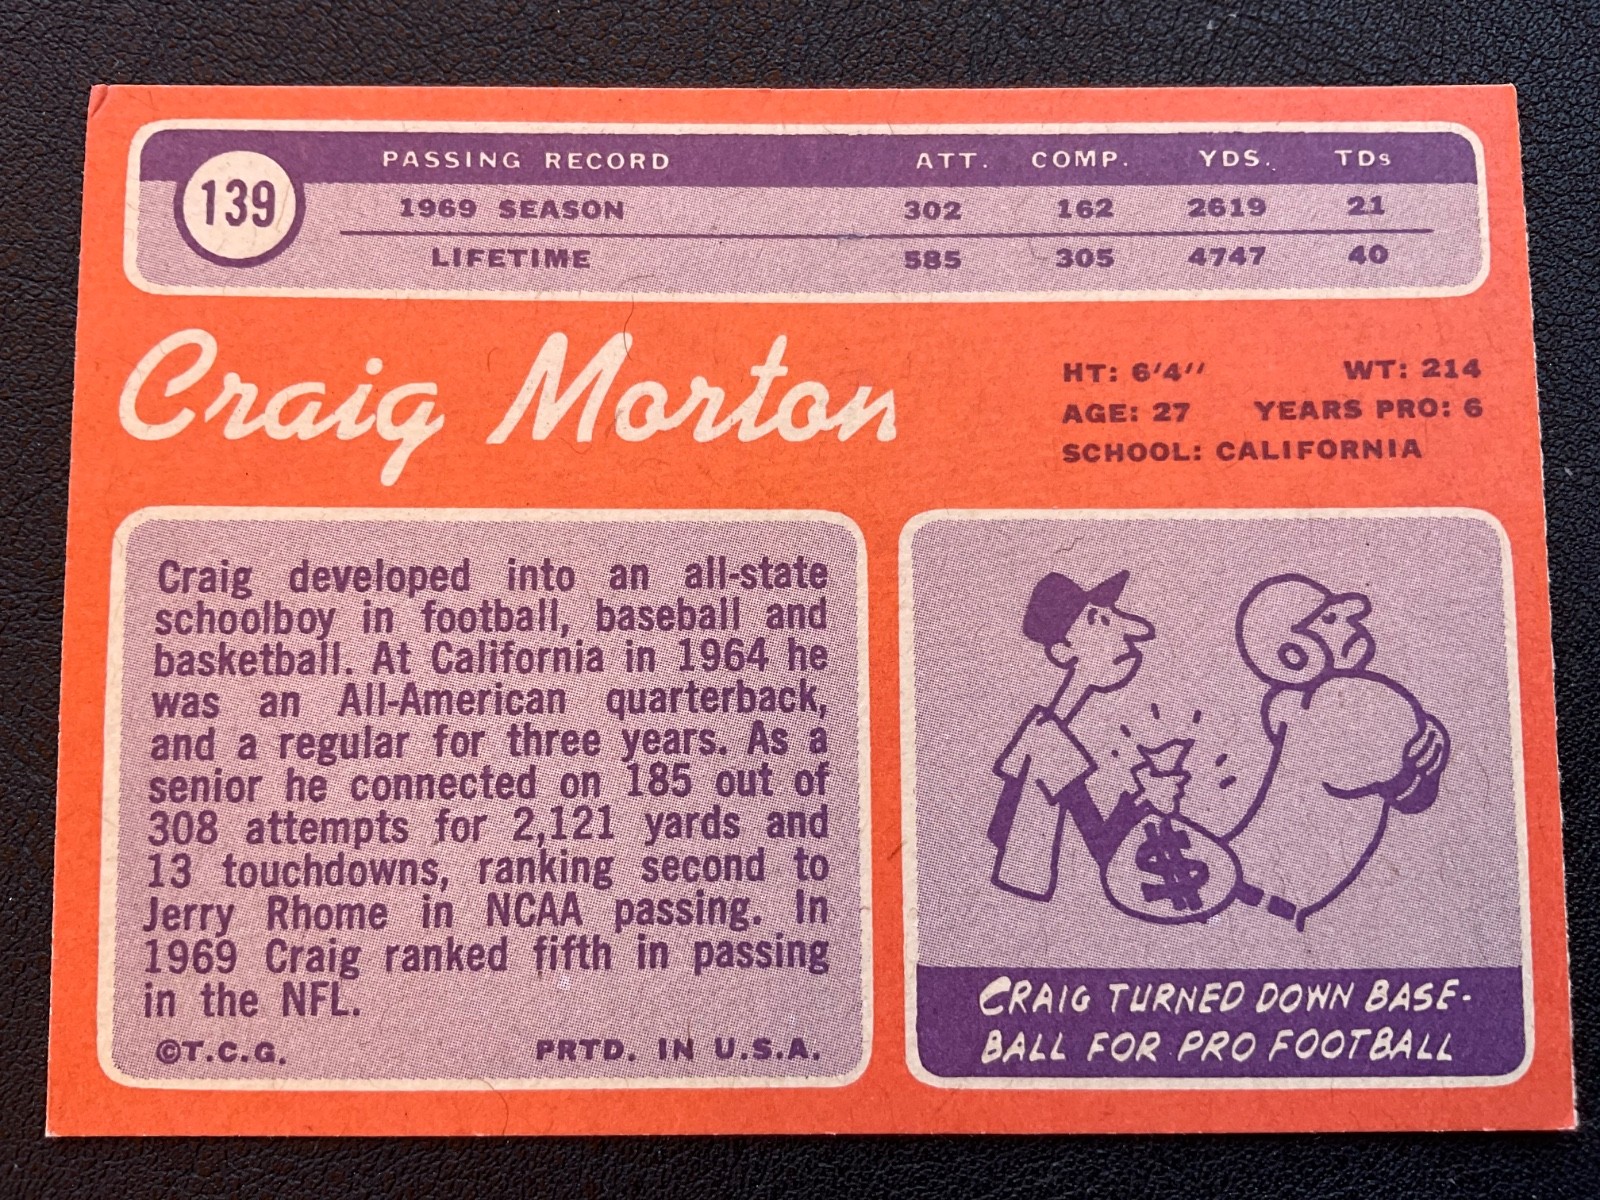 139
PASSING RECORD ATT. COMP. YDS. TDs
1969 SEASON 302 162 2619 21
LIFETIME 585 305 4747 40
Craig Morton
HT: 6'4" WT: 214
AGE: 27 YEARS PRO: 6
SCHOOL: CALIFORNIA
Craig developed into an all-state
schoolboy in football, baseball and
basketball. At California in 1964 he
was an All-American quarterback,
and a regular for three years. As a
senior he connected on 185 out of
308 attempts for 2,121 yards and
13 touchdowns, ranking second to
Jerry Rhome in NCAA passing. In
1969 Craig ranked fifth in passing
in the NFL.
©T.C.G. PRTD. IN U.S.A.
$
CRAIG TURNED DOWN BASE-
BALL FOR PRO FOOTBALL